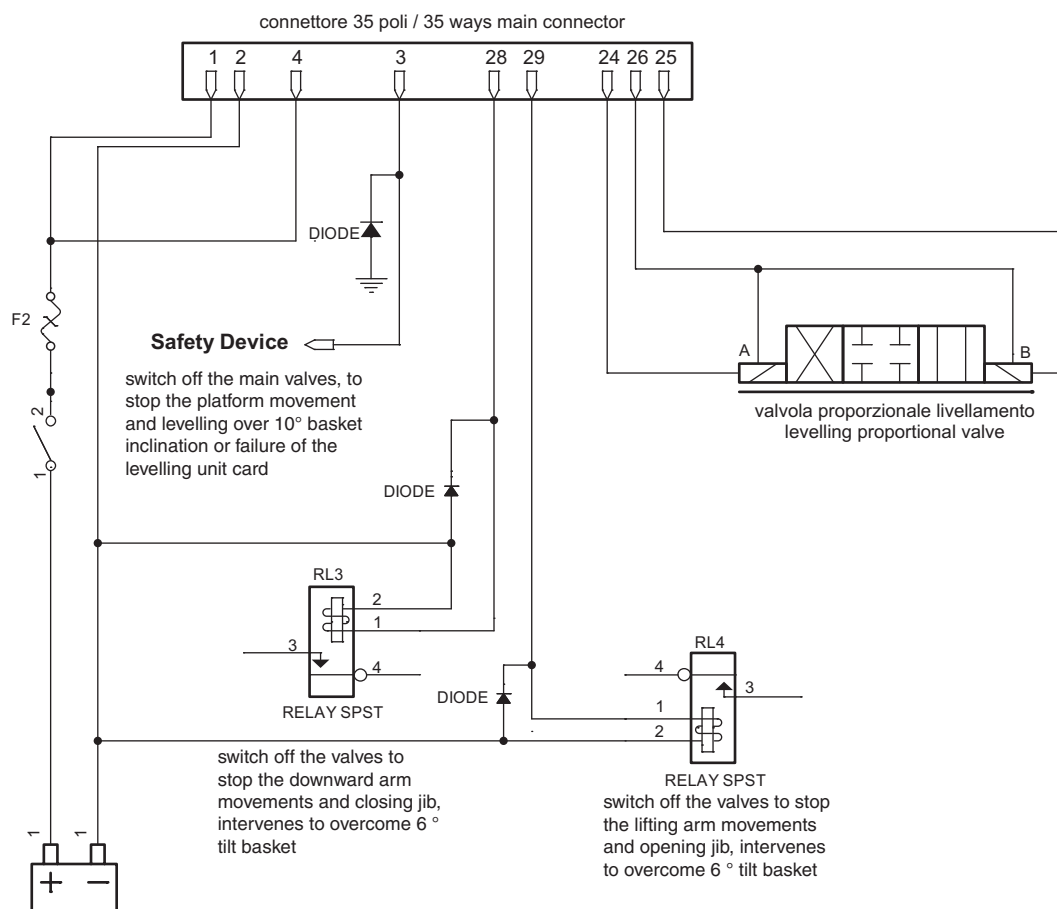 connettore 35 poli / 35 ways main connector
1 2 4 3 28 29 24 26 25
DIODE
F2
Safety Device
switch off the main valves, to
stop the platform movement
and levelling over 10° basket
inclination or failure of the
levelling unit card
A
B
valvola proporzionale livellamento
levelling proportional valve
2
1
DIODE
RL3
2
1
3
4
RELAY SPST
RL4
4
3
1
2
DIODE
RELAY SPST
switch off the valves to
stop the downward arm
movements and closing jib,
intervenes to overcome 6 °
tilt basket
switch off the valves to stop
the lifting arm movements
and opening jib, intervenes
to overcome 6 ° tilt basket
1
1
+ −